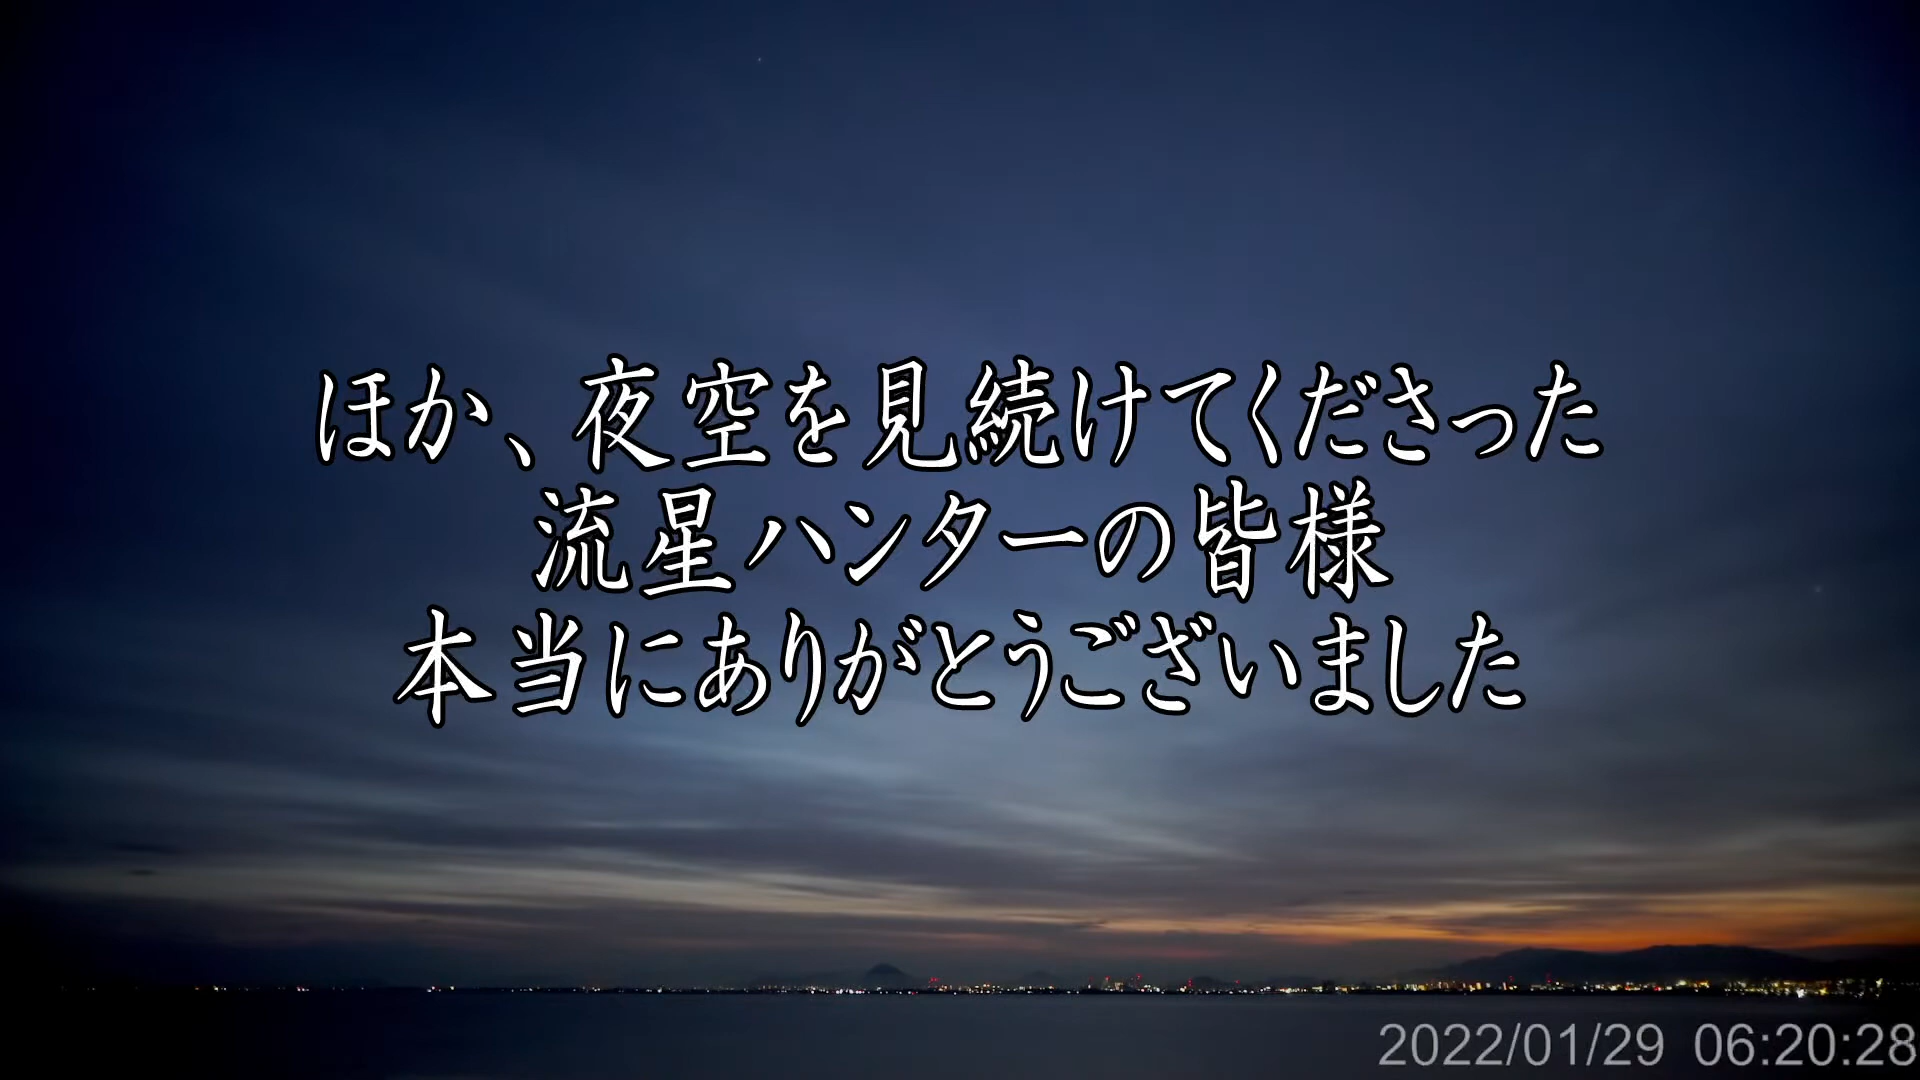 ほか、夜空を見続けてくださった
流星ハンターの皆様
本当にありがとうございました
2022/01/29 06:20:28